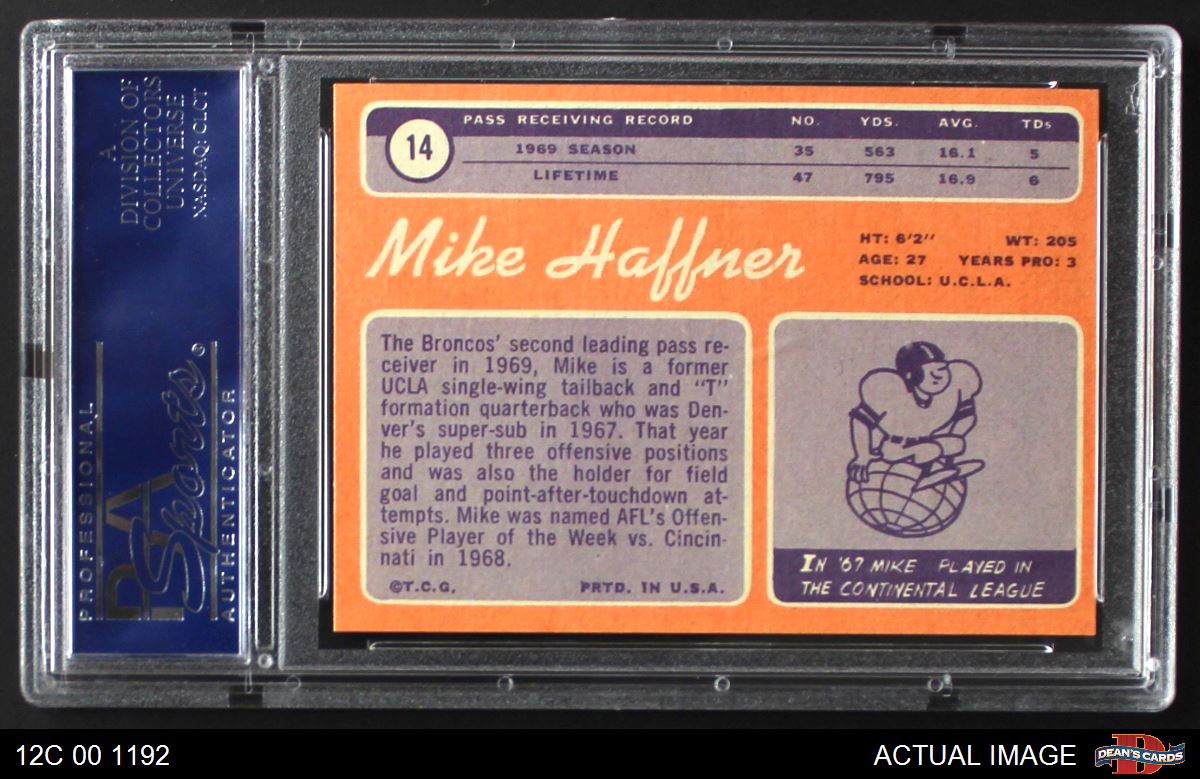 A
DIVISION OF
COLLECTORS
UNIVERSE
NASDAQ: CLCT
PROFESSIONAL
PSA
Sports®
AUTHENTICATOR
14
PASS RECEIVING RECORD NO. YDS. AVG. TDs
1969 SEASON 35 563 16.1 5
LIFETIME 47 795 16.9 6
Mike Haffner
HT: 6'2'' WT: 205
AGE: 27 YEARS PRO: 3
SCHOOL: U.C.L.A.
The Broncos' second leading pass re-
ceiver in 1969, Mike is a former
UCLA single-wing tailback and “T”
formation quarterback who was Den-
ver's super-sub in 1967. That year
he played three offensive positions
and was also the holder for field
goal and point-after-touchdown at-
tempts. Mike was named AFL's Offen-
sive Player of the Week vs. Cincin-
nati in 1968.
©T.C.G. PRTD. IN U.S.A.
IN '67 MIKE PLAYED IN
THE CONTINENTAL LEAGUE
12C 00 1192
ACTUAL IMAGE
D
DEAN'S CARDS